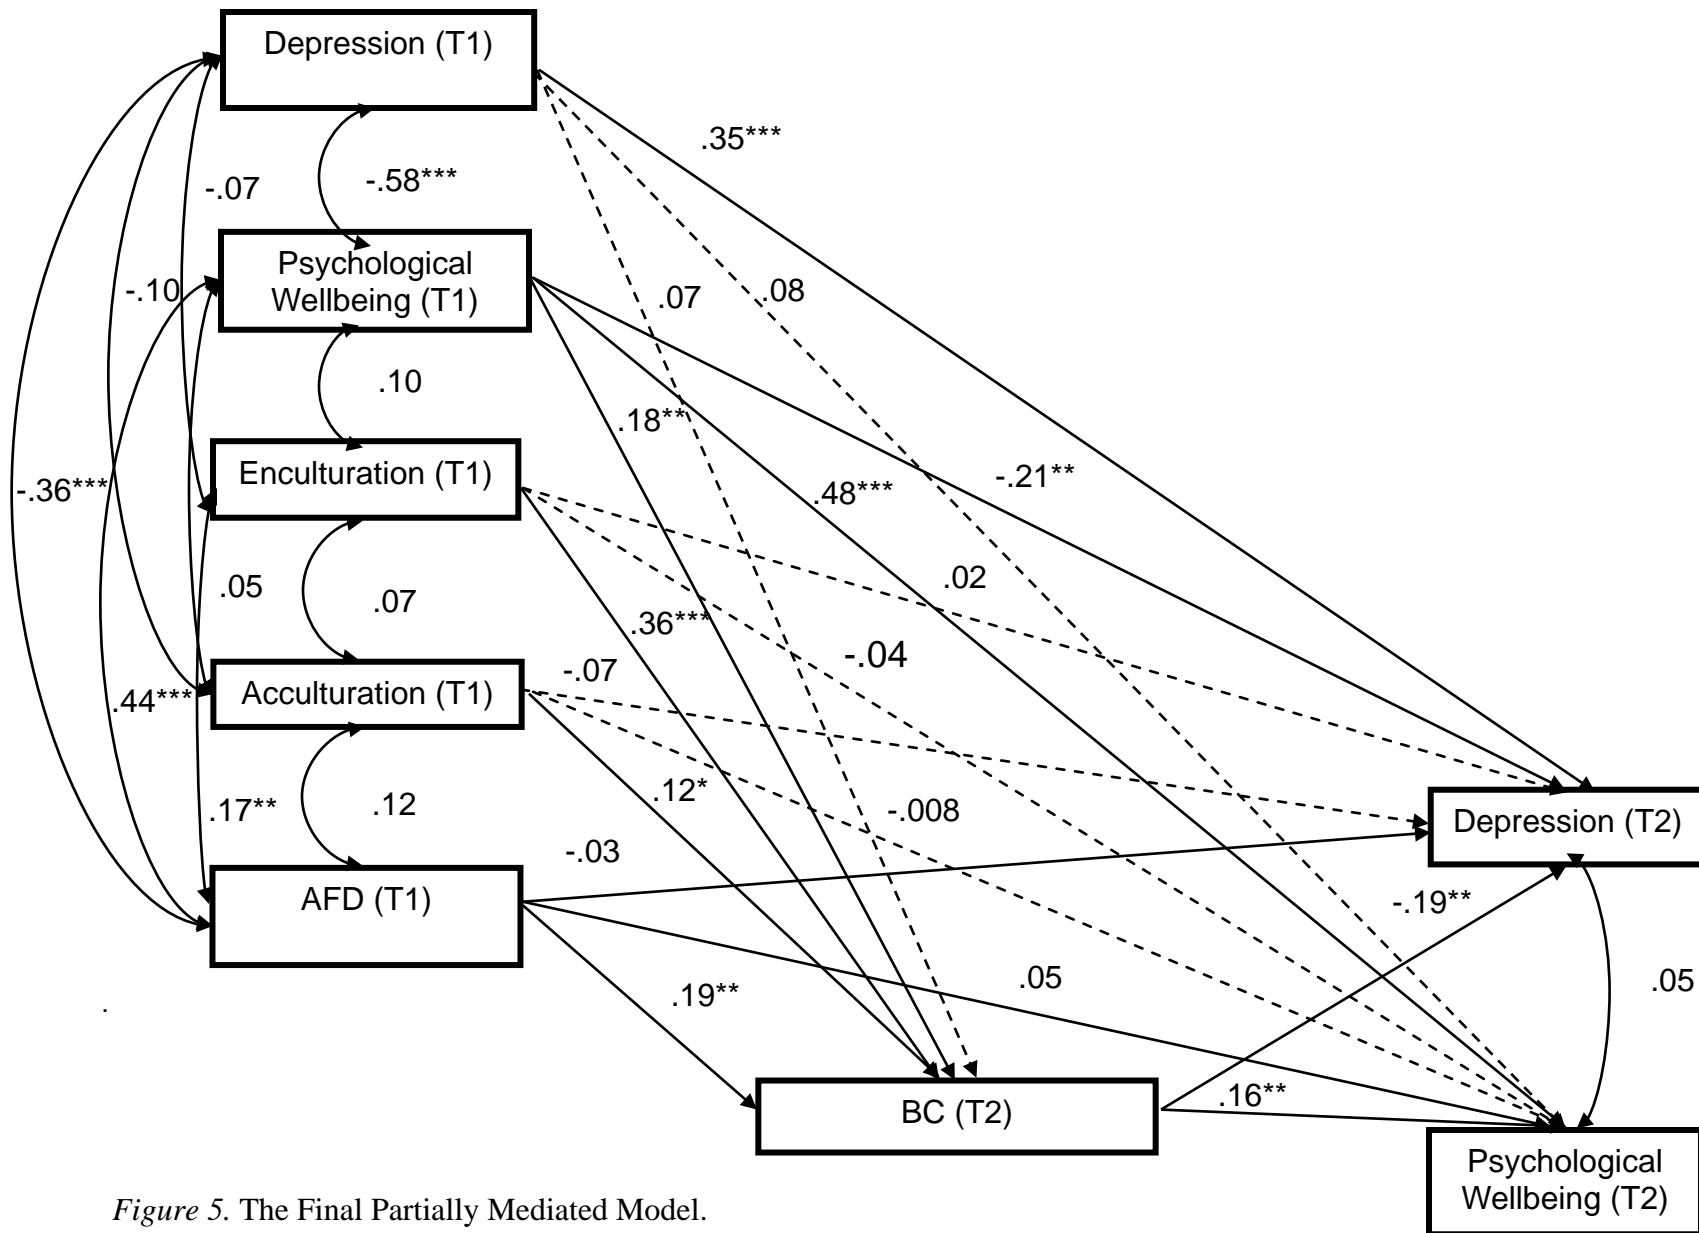 Depression (T1)
.35***
-.07
-.58***
Psychological
Wellbeing (T1)
-.10
.07
.08
.10
.18**
Enculturation (T1)
-.36***
.48***
-.21**
.05
.07
.02
.36***
-.04
-.07
Acculturation (T1)
.44***
.17**
.12
.12*
-.008
Depression (T2)
-.03
AFD (T1)
-.19**
.19**
.05
.05
.
BC (T2)
.16**
Psychological
Wellbeing (T2)
Figure 5. The Final Partially Mediated Model.